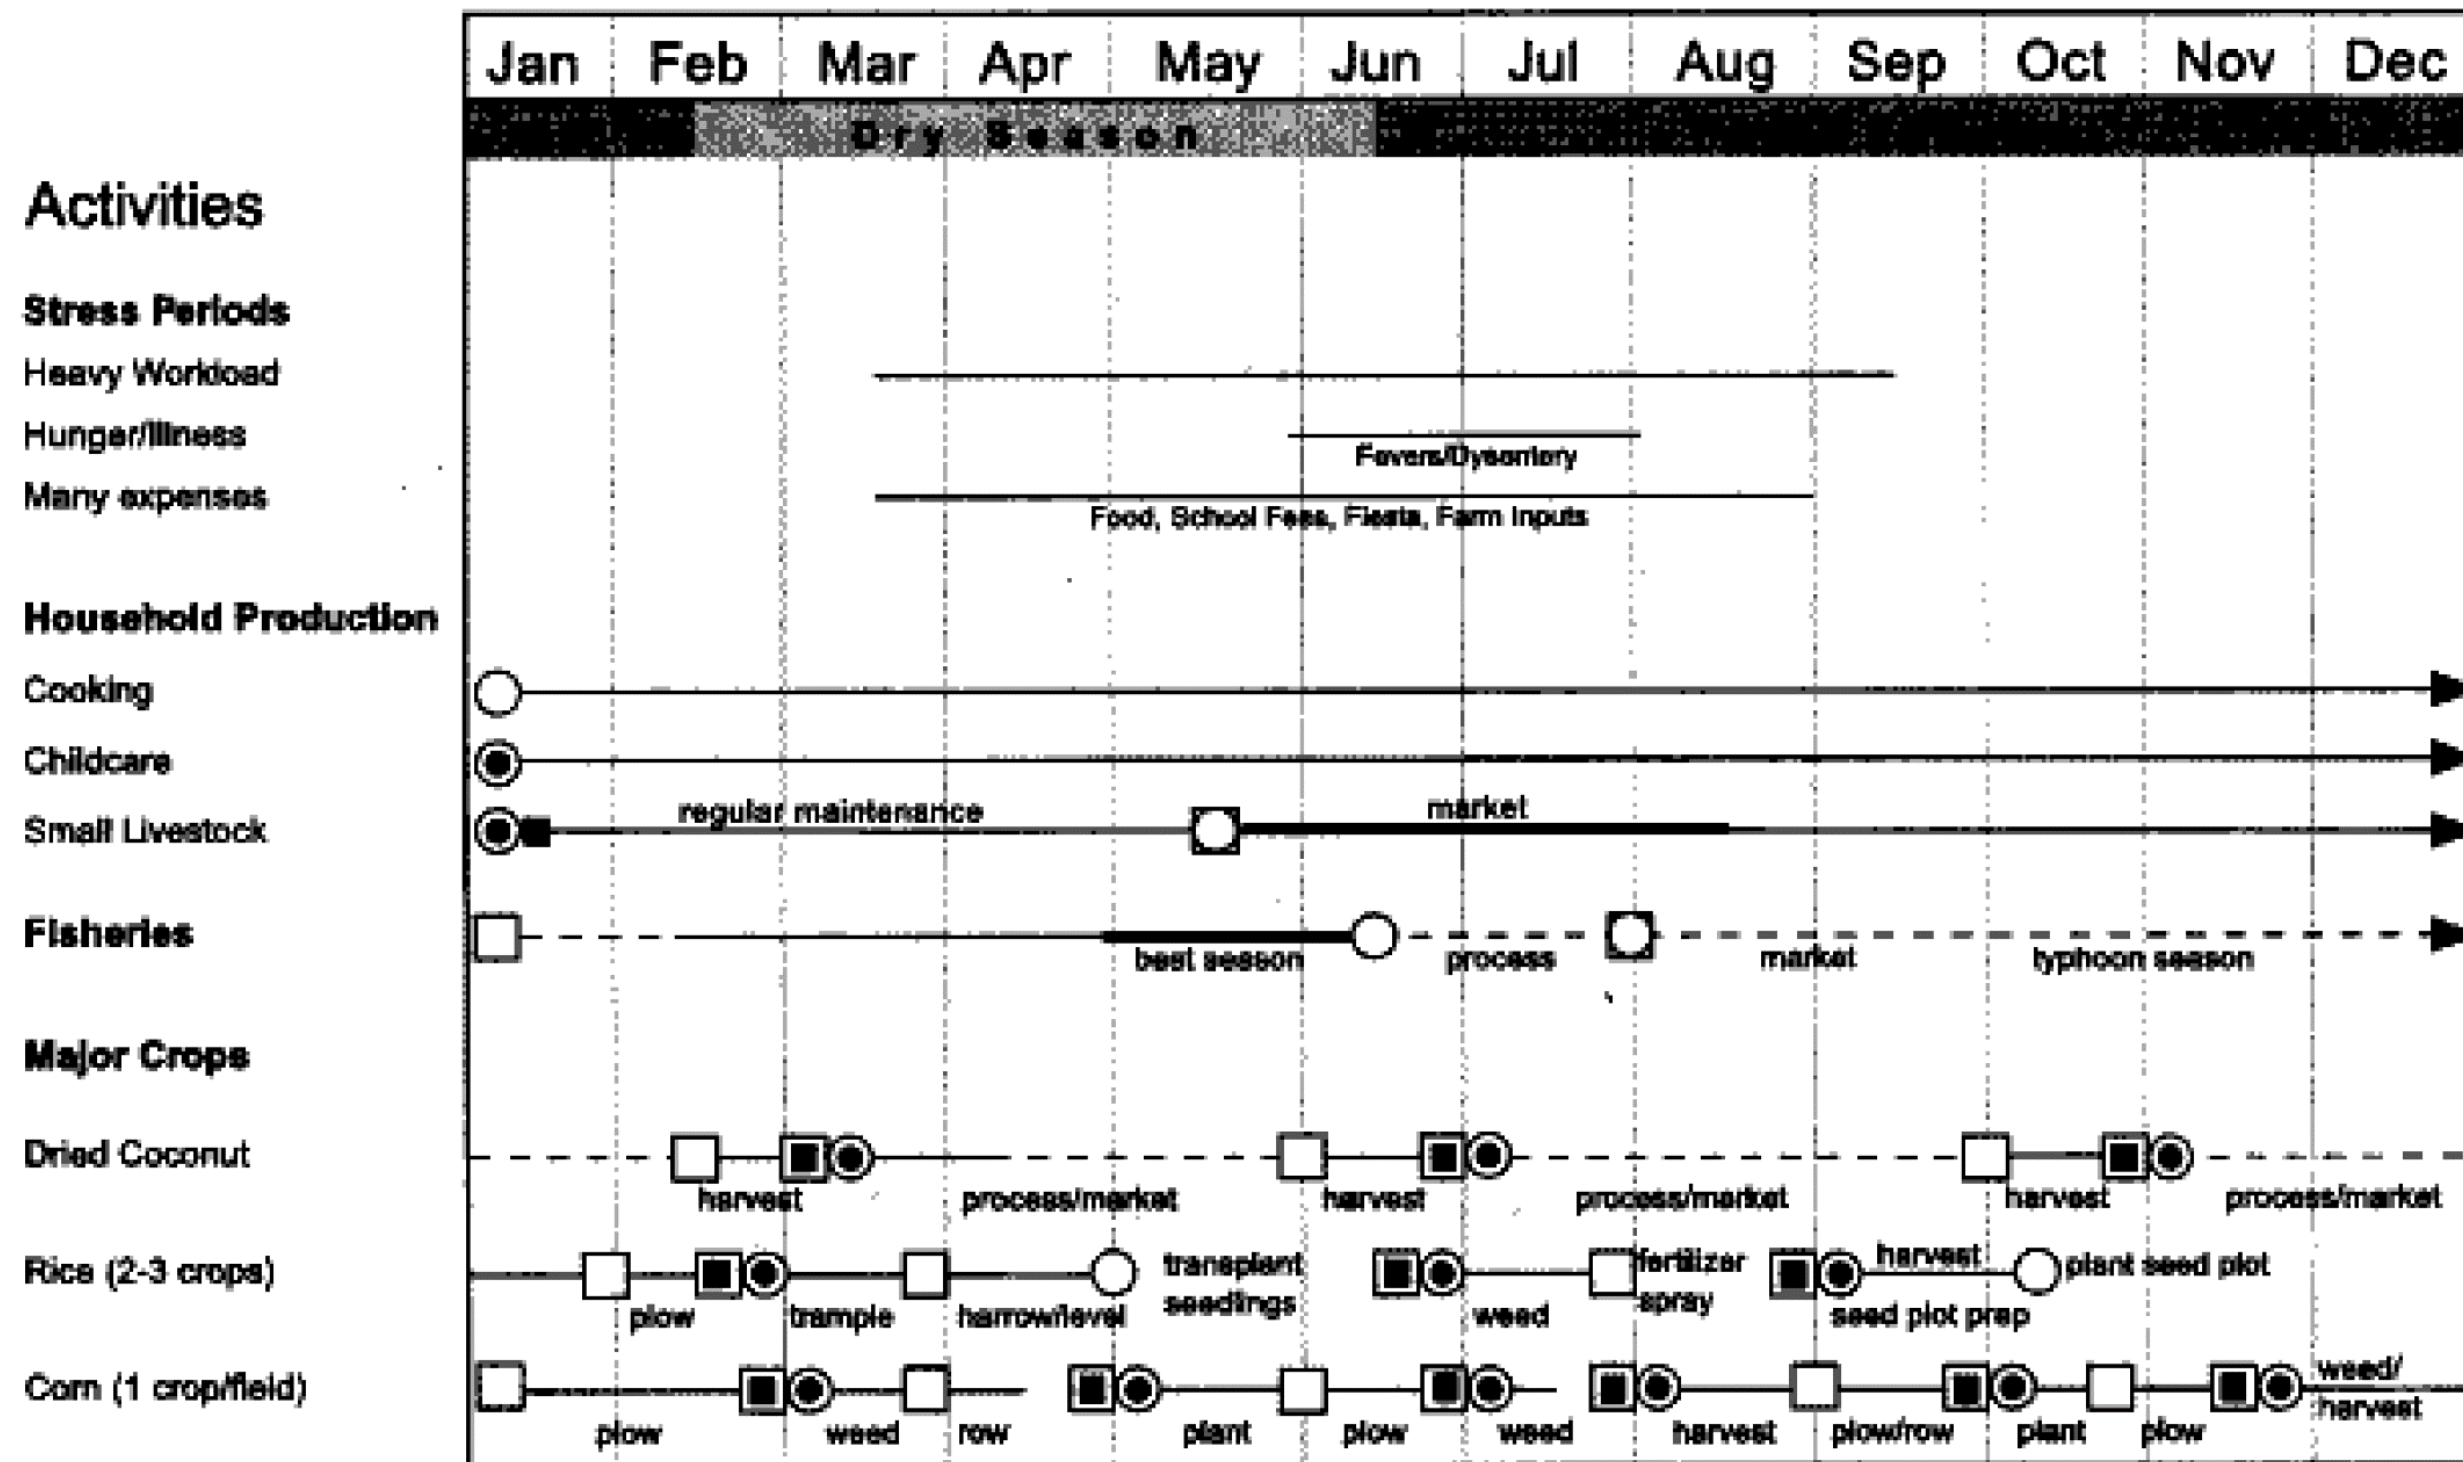 Jan Feb Mar Apr May Jun Jul Aug Sep Oct Nov Dec
Dry Season
Activities
Stress Periods
Heavy Workload
Hunger/Illness
Fevers/Dysentery
Many expenses
Food, School Fees, Fiesta, Farm Inputs
Household Production
Cooking
Childcare
regular maintenance market
Small Livestock
Fisheries
best season process market typhoon season
Major Crops
Dried Coconut
harvest process/market harvest process/market harvest process/market
Rice (2-3 crops) transplant seedlings fertilizer spray harvest plant seed plot
plow trample harrow/level weed seed plot prep
Corn (1 crop/field) weed/ harvest
plow weed row plant plow weed harvest plow/row plant plow